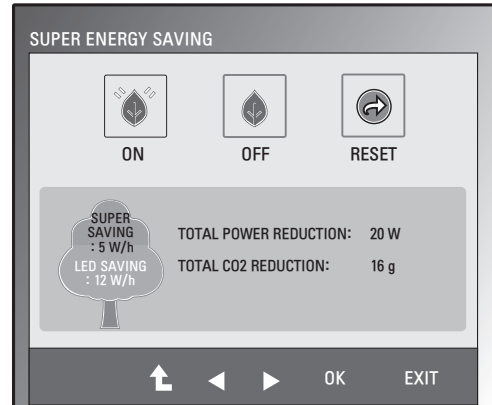 SUPER ENERGY SAVING
ON OFF RESET
SUPER
SAVING
: 5 W/h
LED SAVING
: 12 W/h
TOTAL POWER REDUCTION: 20 W
TOTAL CO2 REDUCTION: 16 g
OK EXIT